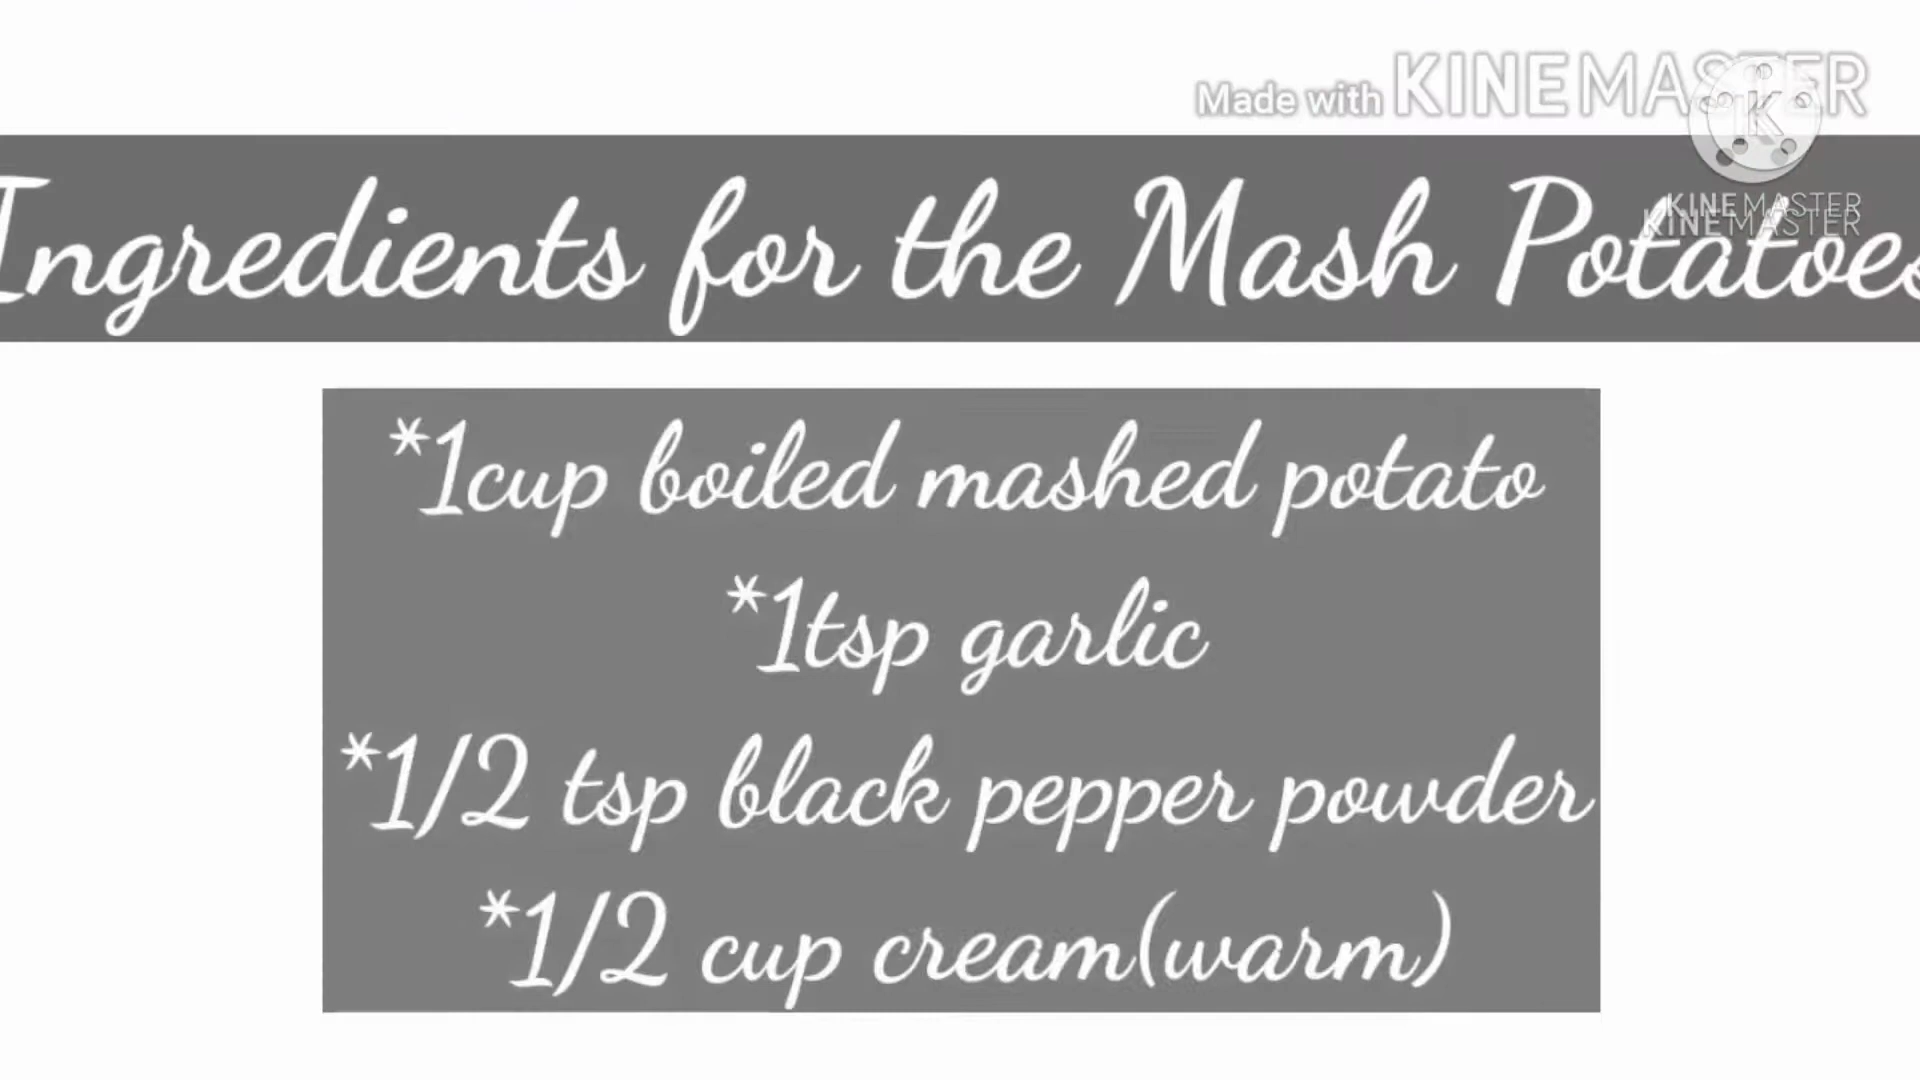 Made with KINEMASTER
K
KINEMASTER
KINEMASTER
Ingredients for the Mash Potatoes
*1cup boiled mashed potato
*1tsp garlic
*1/2 tsp black pepper powder
*1/2 cup cream(warm)